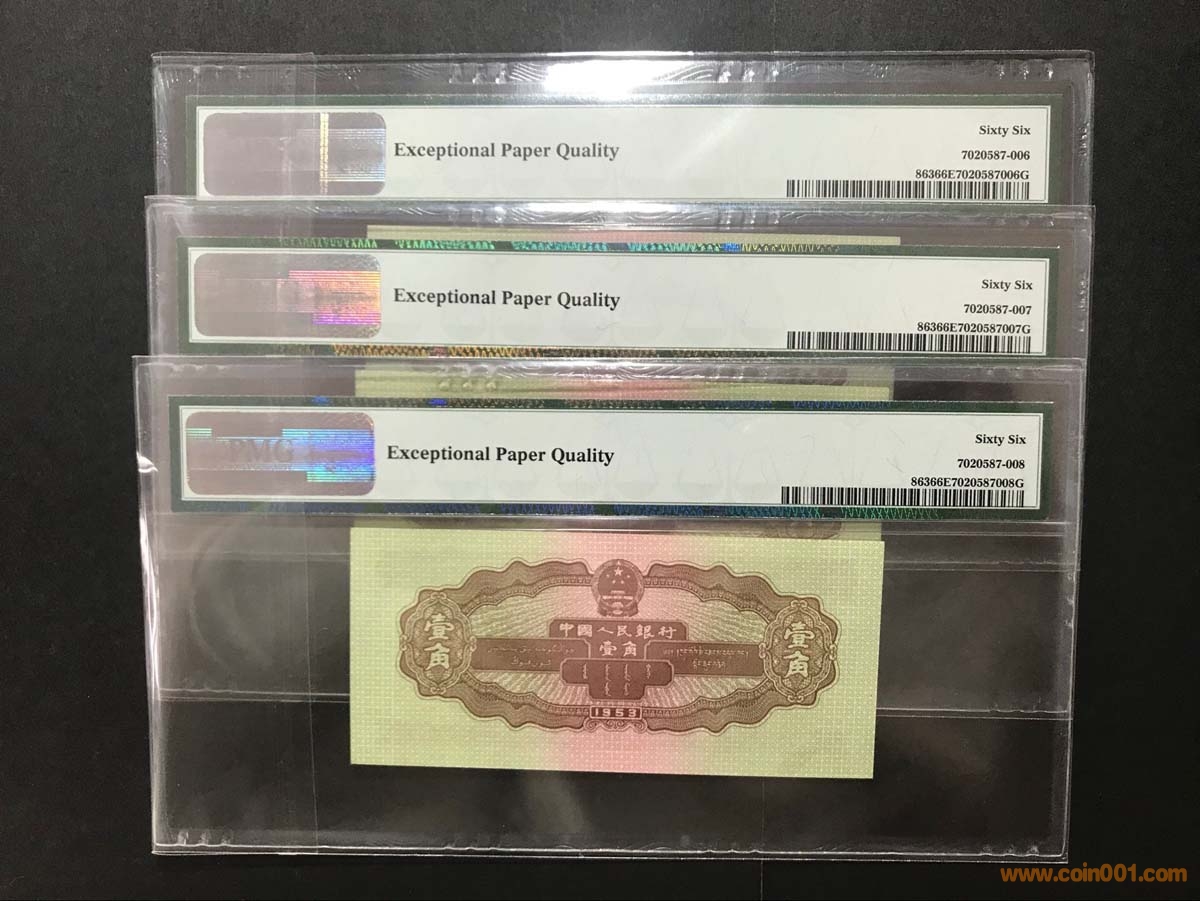 Sixty Six
Exceptional Paper Quality
7020587-006
86366E7020587006G
Sixty Six
Exceptional Paper Quality
7020587-007
86366E7020587007G
Sixty Six
PMG
Exceptional Paper Quality
7020587-008
86366E7020587008G
中國人民銀行
壹角
壹角
壹角
1953
www.coin001.com